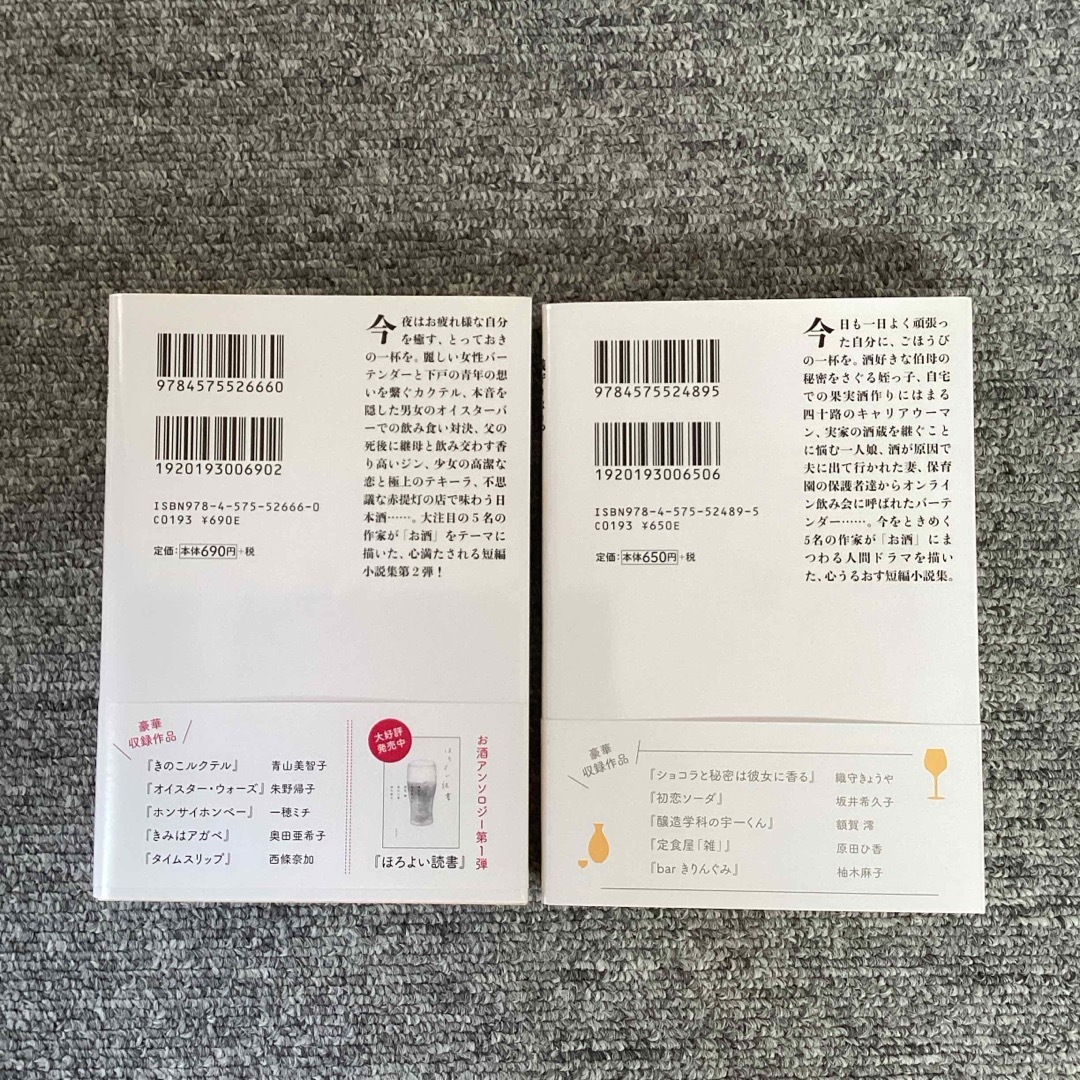 9784575526660
1920193006902
ISBN978-4-575-52666-0
C0193 ¥690E
定価:本体690円+税
今夜はお疲れ様な自分
を癒す、とっておき
の一杯を。麗しい女性バー
テンダーと下戸の青年の想
いを繋ぐカクテル、本音を
隠した男女のオイスターバ
ーでの飲み食い対決、父の
死後に継母と飲み交わす香
り高いジン、少女の高潔な
恋と極上のテキーラ、不思
議な赤提灯の店で味わう日
本酒……。大注目の5名の
作家が「お酒」をテーマに
描いた、心満たされる短編
小説集第2弾!
豪華
収録作品
『きのこルクテル』 青山美智子
『オイスター・ウォーズ』 朱野帰子
『ホンサイホンベー』 一穂ミチ
『きみはアガベ』 奥田亜希子
『タイムスリップ』 西條奈加
大好評
発売中
お酒アンソロジー第1弾
ほろよい読書
『ほろよい読書』
9784575524895
1920193006506
ISBN978-4-575-52489-5
C0193 ¥650E
定価:本体650円+税
今日も一日よく頑張っ
た自分に、ごほうび
の一杯を。酒好きな伯母の
秘密をさぐる姪っ子、自宅
での果実酒作りにはまる
四十路のキャリアウーマ
ン、実家の酒蔵を継ぐこと
に悩む一人娘、酒が原因で
夫に出て行かれた妻、保育
園の保護者達からオンライ
ン飲み会に呼ばれたバーテ
ンダー……。今をときめく
5名の作家が「お酒」にま
つわる人間ドラマを描い
た、心うるおす短編小説集。
豪華
収録作品
『ショコラと秘密は彼女に香る』 織守きょうや
『初恋ソーダ』 坂井希久子
『醸造学科の宇一くん』 額賀 澪
『定食屋「雑」』 原田ひ香
『bar きりんぐみ』 柚木麻子